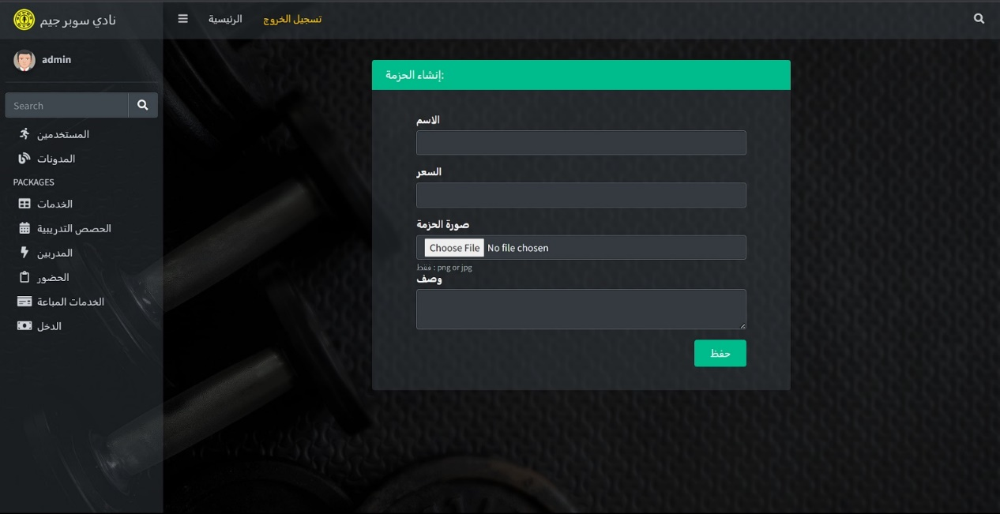 نادي سوبر جيم
الرئيسية
تسجيل الخروج
admin
Search
المستخدمين
المدونات
PACKAGES
الخدمات
الحصص التدريبية
المدربين
الحضور
الخدمات المباعة
الدخل
إنشاء الحزمة:
الاسم
السعر
صورة الحزمة
Choose File No file chosen
فقط : png or jpg
وصف
حفظ